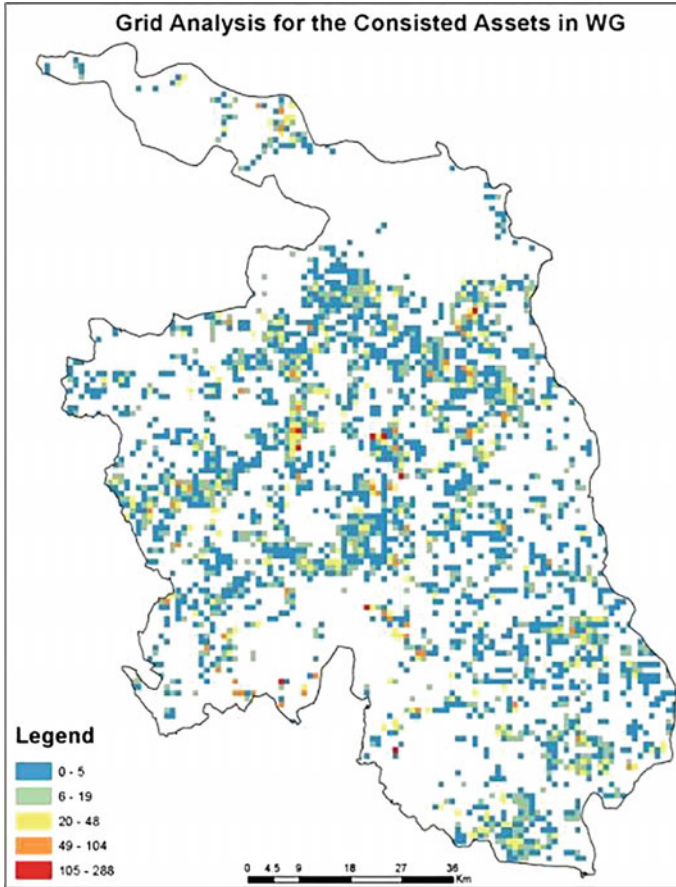 Grid Analysis for the Consisted Assets in WG
Legend
0 - 5
6 - 19
20 - 48
49 - 104
105 - 288
0 4.5 9 18 27 36
Km